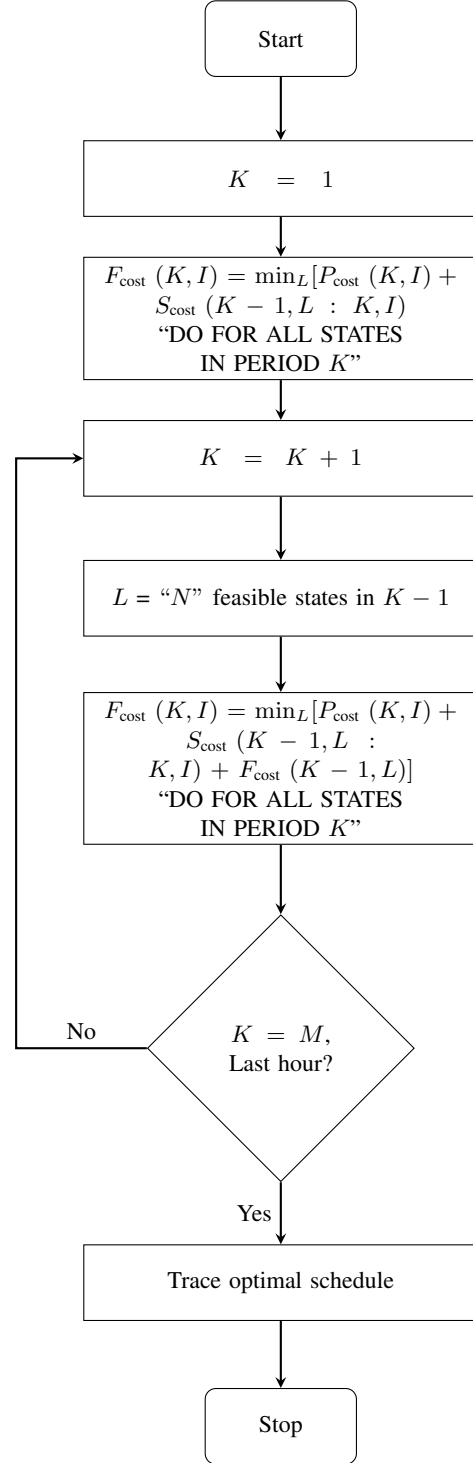 Start
K = 1
F_cost (K, I) = min_L[P_cost (K, I) +
S_cost (K − 1, L : K, I)
“DO FOR ALL STATES
IN PERIOD K”
K = K + 1
L = “N” feasible states in K − 1
F_cost (K, I) = min_L[P_cost (K, I) +
S_cost (K − 1, L :
K, I) + F_cost (K − 1, L)]
“DO FOR ALL STATES
IN PERIOD K”
No
K = M,
Last hour?
Yes
Trace optimal schedule
Stop